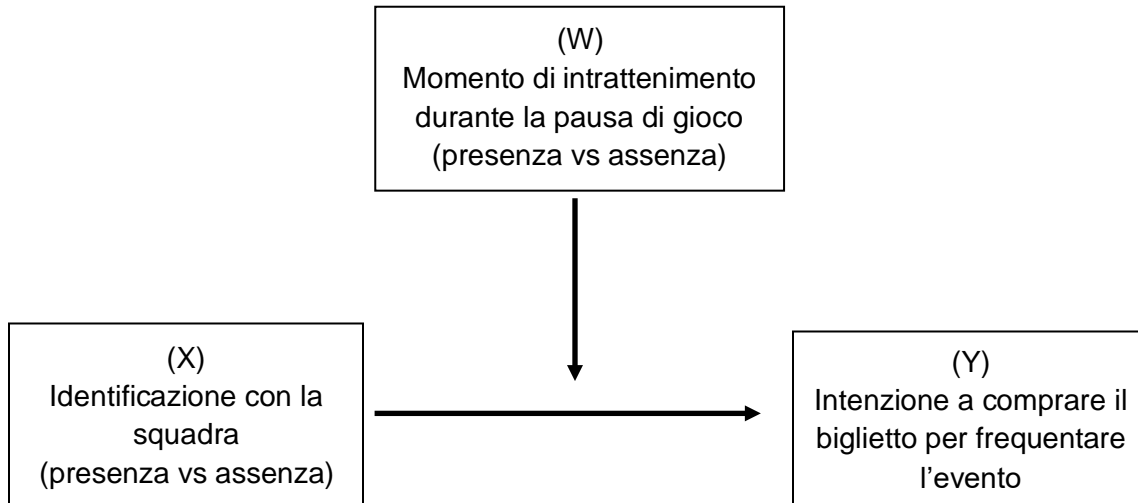 (W)
Momento di intrattenimento
durante la pausa di gioco
(presenza vs assenza)
(X)
Identificazione con la
squadra
(presenza vs assenza)
(Y)
Intenzione a comprare il
biglietto per frequentare
l’evento